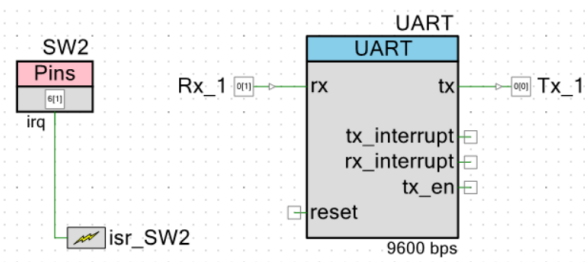 SW2
Pins
6[1]
irq
isr_SW2
UART
UART
Rx_1
0[1]
rx
tx
0[0]
Tx_1
tx_interrupt
rx_interrupt
tx_en
reset
9600 bps